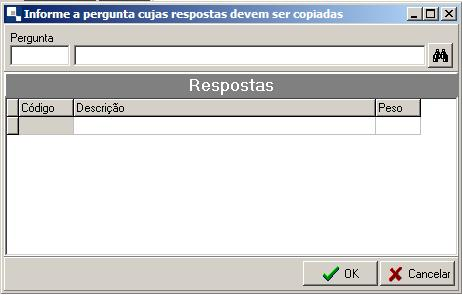 Informe a pergunta cujas respostas devem ser copiadas
Pergunta
Respostas
Código Descrição Peso
OK Cancelar